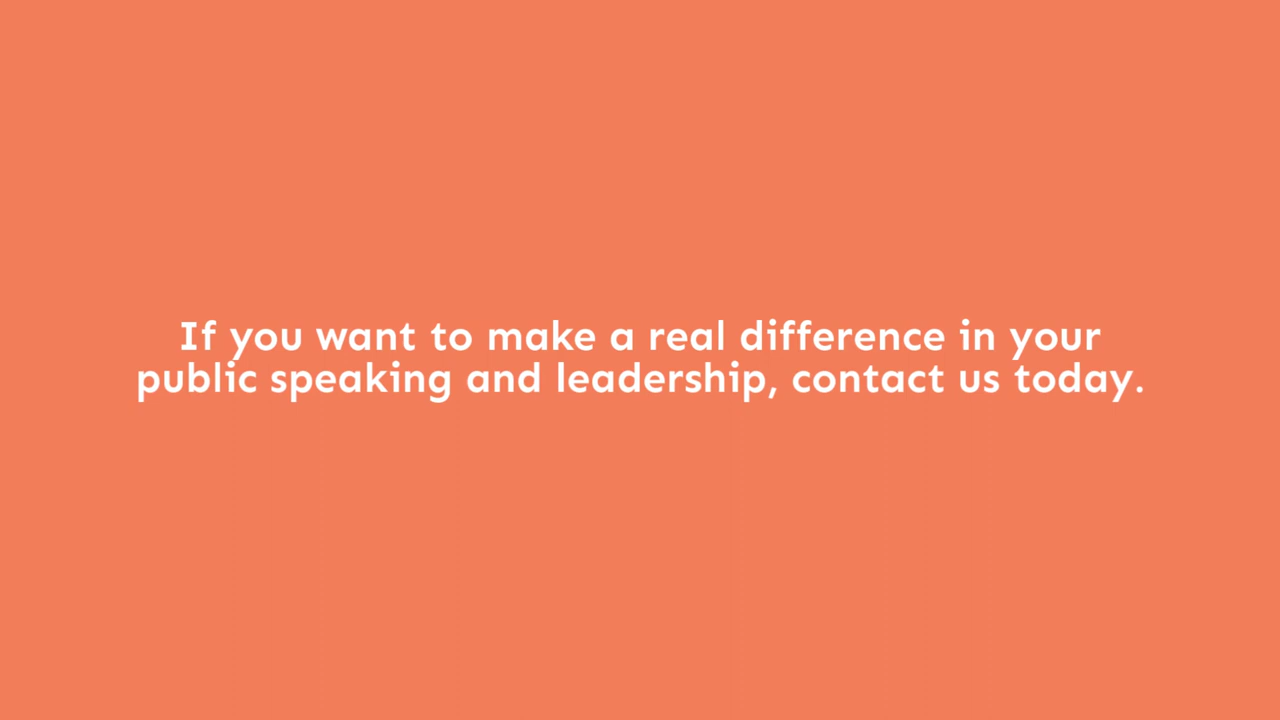 If you want to make a real difference in your
public speaking and leadership, contact us today.